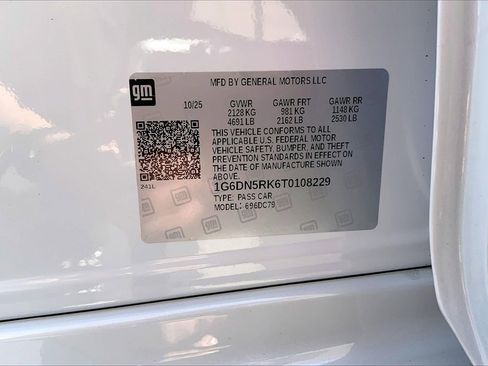 gm
MFD BY GENERAL MOTORS LLC
10/25 GVWR GAWR FRT GAWR RR
2128 KG 981 KG 1148 KG
4691 LB 2162 LB 2530 LB
THIS VEHICLE CONFORMS TO ALL
APPLICABLE U.S. FEDERAL MOTOR
VEHICLE SAFETY, BUMPER, AND THEFT
PREVENTION STANDARDS IN EFFECT
ON THE DATE OF MANUFACTURE SHOWN
ABOVE.
241L
1G6DN5RK6T0108229
TYPE: PASS CAR
MODEL: 696DC79